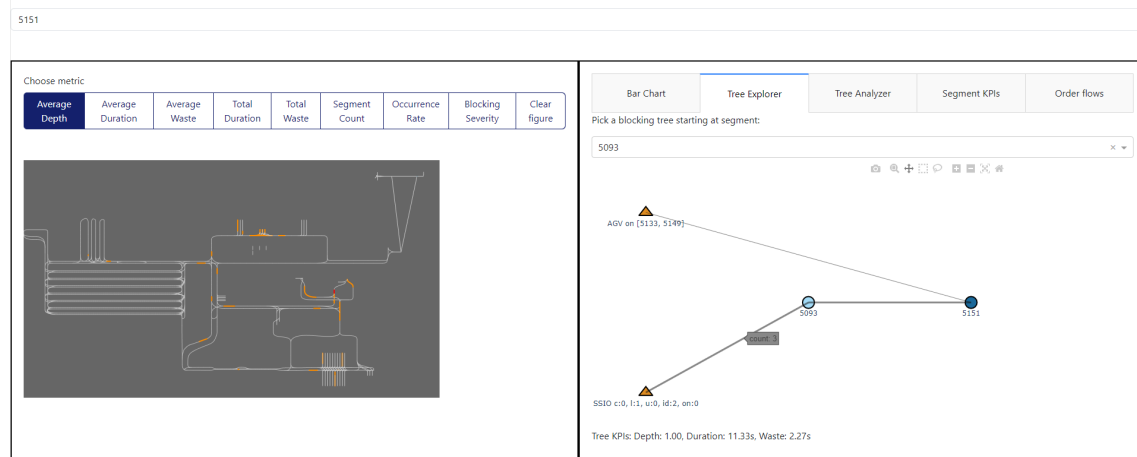 5151
Choose metric
Average Depth
Average Duration
Average Waste
Total Duration
Total Waste
Segment Count
Occurrence Rate
Blocking Severity
Clear figure
Bar Chart
Tree Explorer
Tree Analyzer
Segment KPIs
Order flows
Pick a blocking tree starting at segment:
5093
AGV on [5133, 5149]
5093
5151
count: 3
SSIO c:0, l:1, u:0, id:2, on:0
Tree KPIs: Depth: 1.00, Duration: 11.33s, Waste: 2.27s